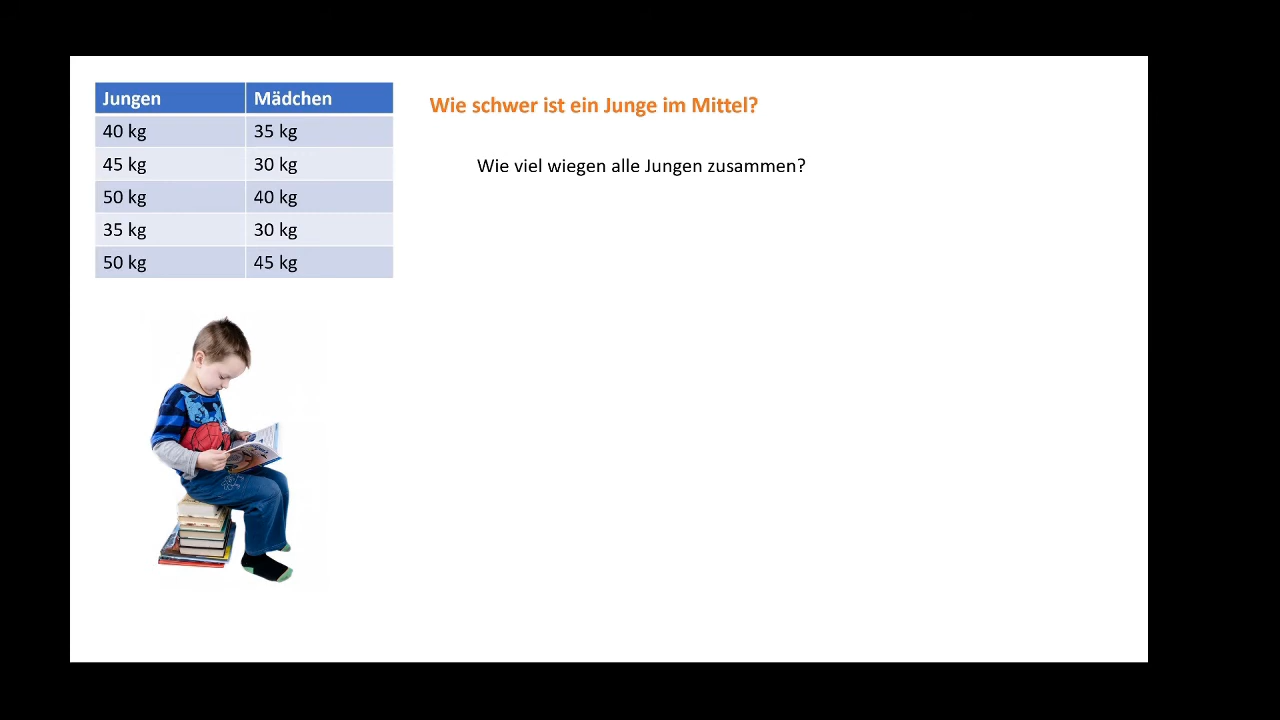 Jungen Mädchen
40 kg 35 kg
45 kg 30 kg
50 kg 40 kg
35 kg 30 kg
50 kg 45 kg
Wie schwer ist ein Junge im Mittel?
Wie viel wiegen alle Jungen zusammen?